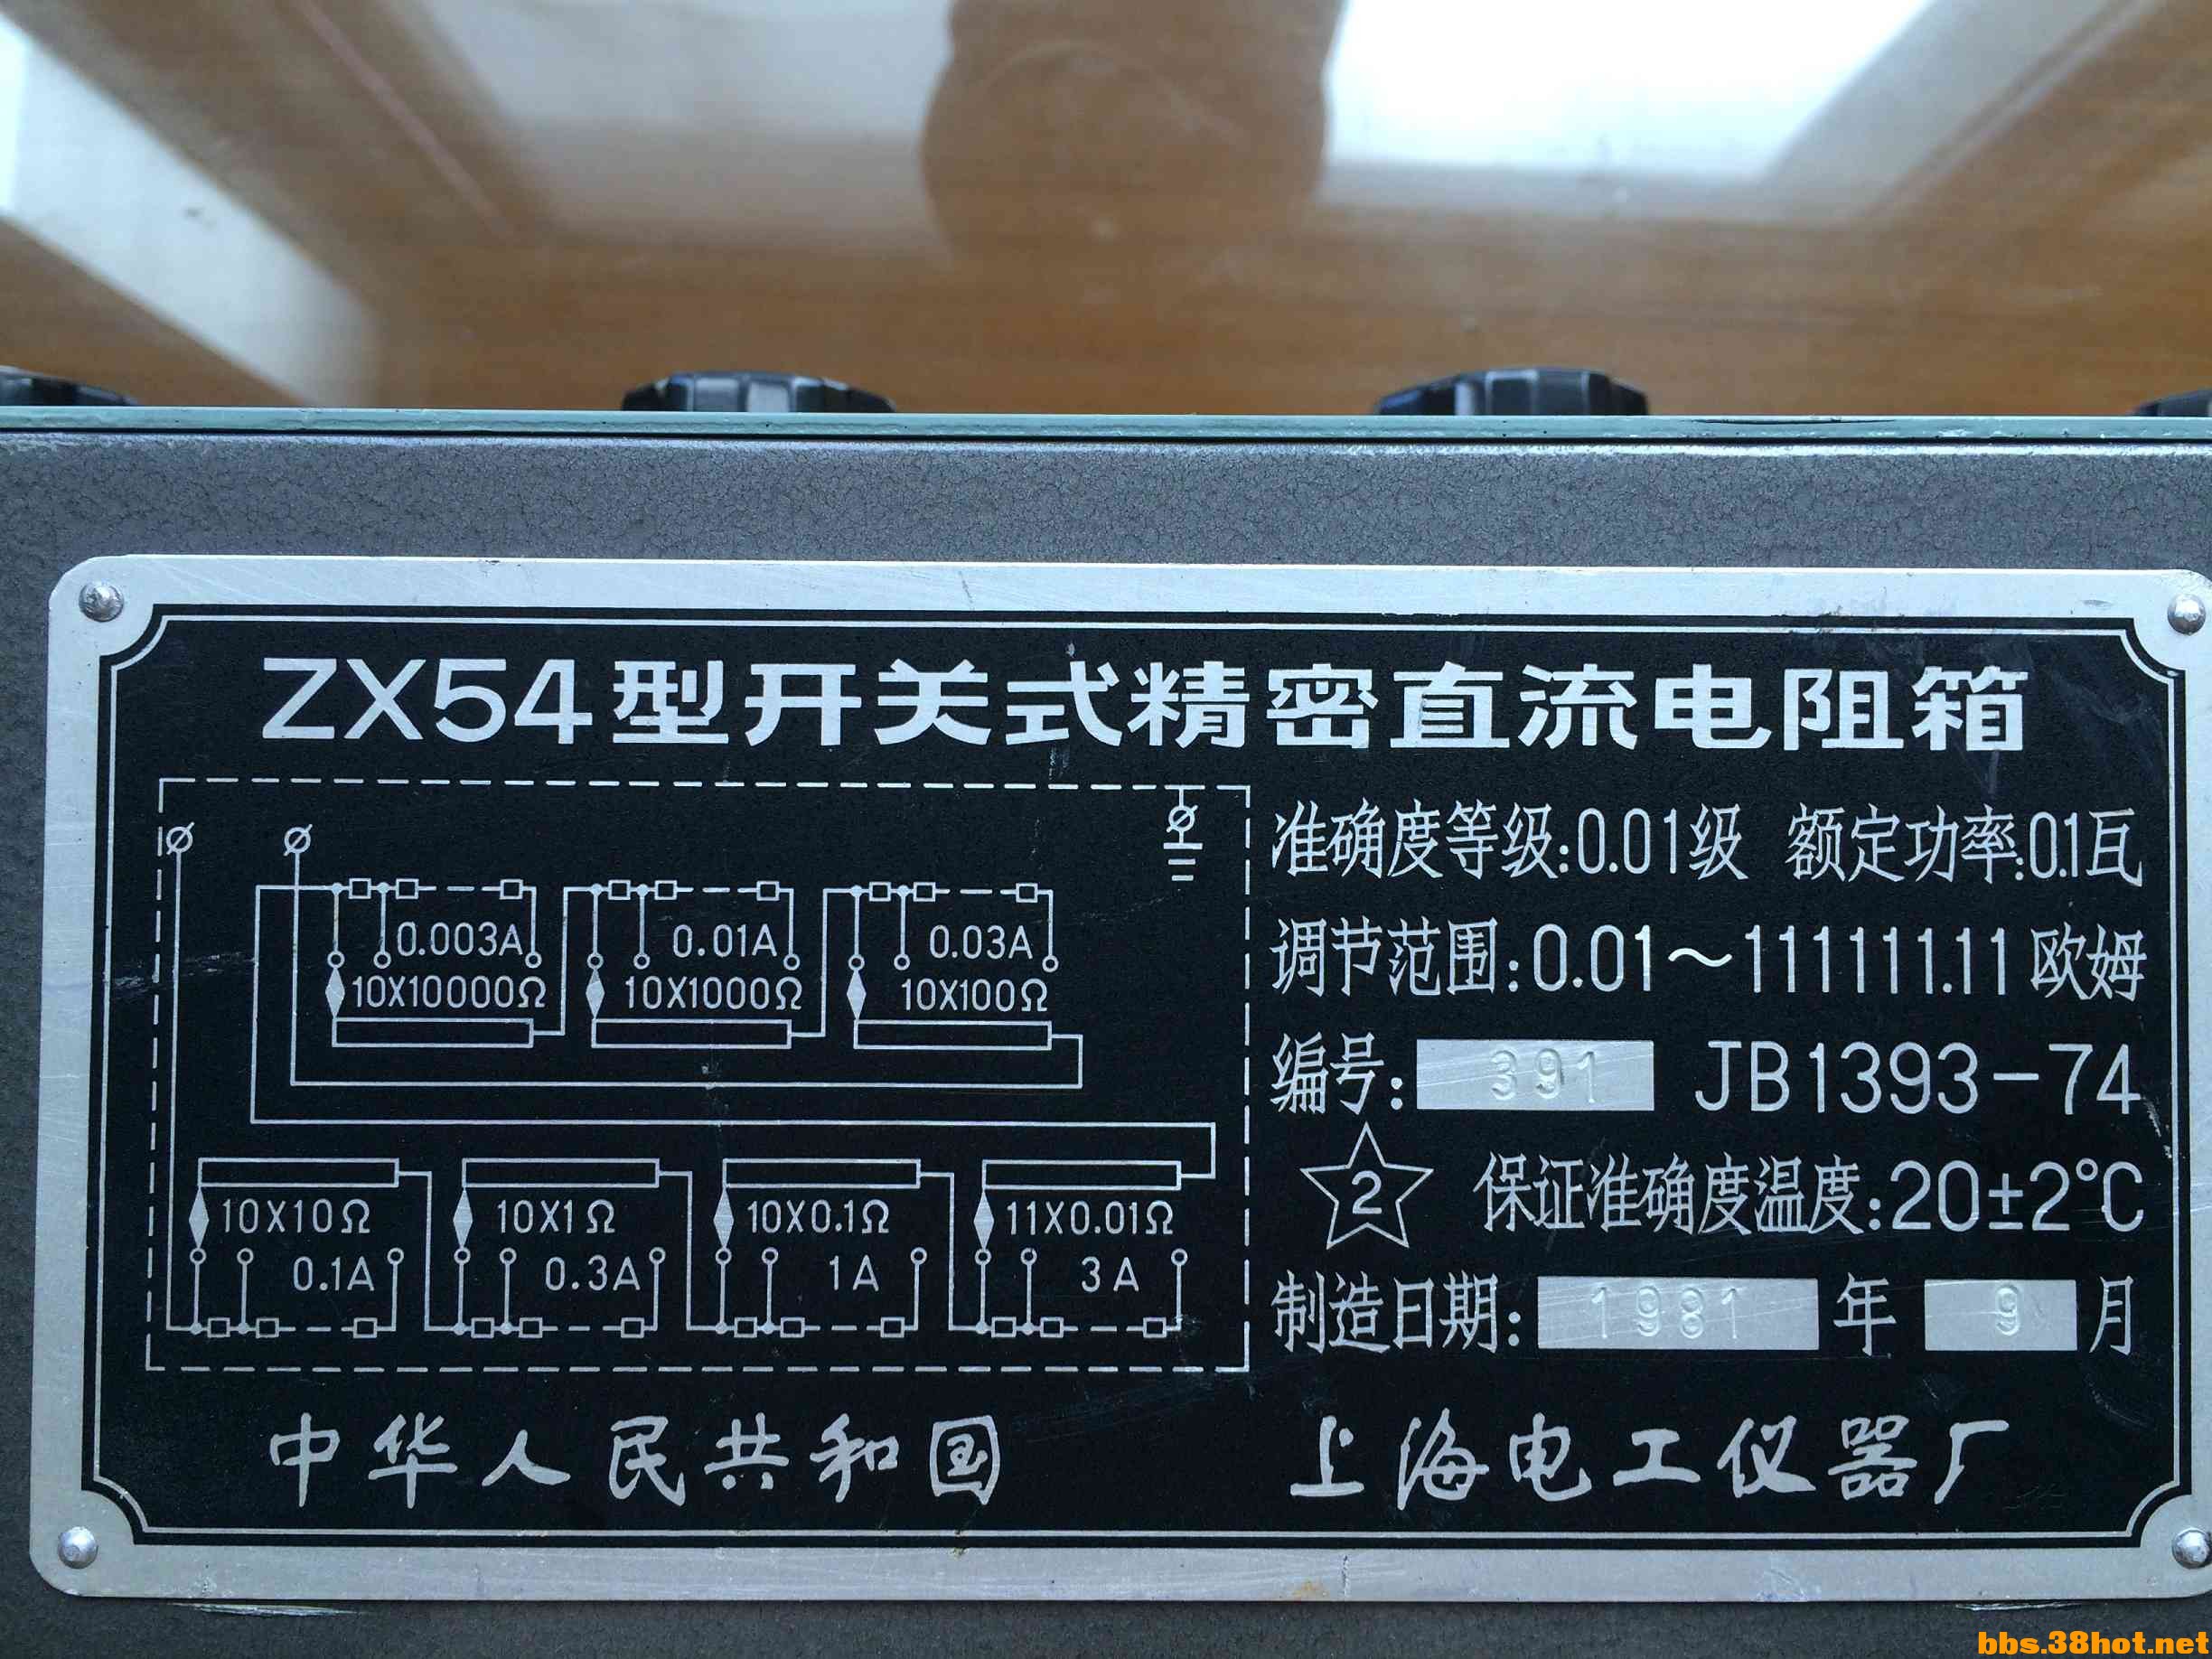 ZX54型开关式精密直流电阻箱
0.003A 0.01A 0.03A
10X10000Ω 10X1000Ω 10X100Ω
10X10Ω 10X1Ω 10X0.1Ω 11X0.01Ω
0.1A 0.3A 1A 3A
准确度等级:0.01级 额定功率:0.1瓦
调节范围:0.01～111111.11欧姆
编号: 391 JB1393-74
2 保证准确度温度:20±2℃
制造日期: 1981 年 9 月
中华人民共和国 上海电工仪器厂
bbs.38hot.net